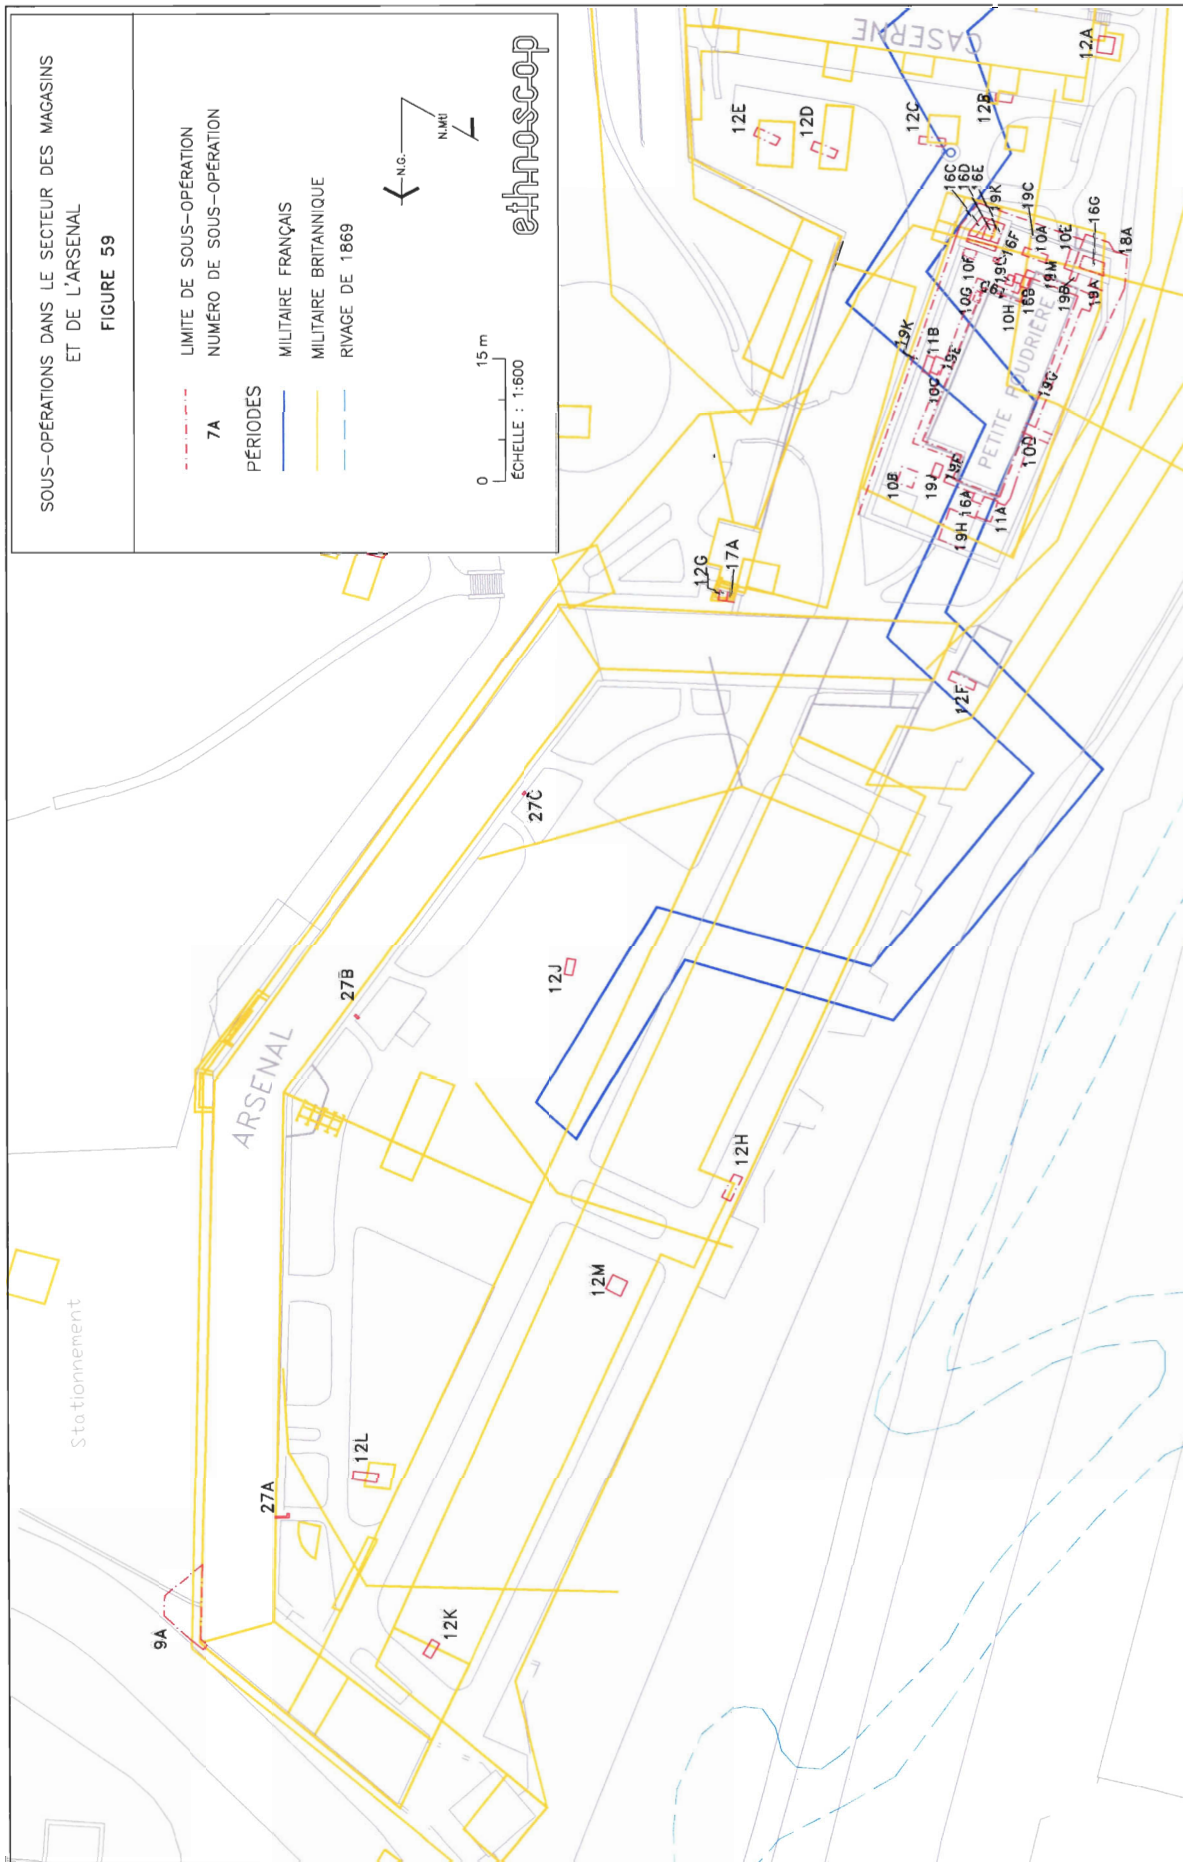 SOUS-OPÉRATIONS DANS LE SECTEUR DES MAGASINS
ET DE L'ARSENAL
FIGURE 59
LIMITE DE SOUS-OPÉRATION
7A NUMÉRO DE SOUS-OPÉRATION
PÉRIODES
MILITAIRE FRANÇAIS
MILITAIRE BRITANNIQUE
RIVAGE DE 1869
N.G.
N.MU
0 15 m
ÉCHELLE : 1:600
ethnoscop
Stationnement
ARSENAL
CASERNE
PETITE POUDRIÈRE
9A
27A
12L
12K
12M
12H
27B
12J
27C
12G
17A
12F
12E
12D
12C
12B
12A
16C
16D
16E
19K
19C
16F
10A
10E
16G
18A
10F
19L
10G
10H
16B
19M
19B
19A
19K
11B
19E
10C
19G
10D
10B
19J
19F
16A
19H
11A